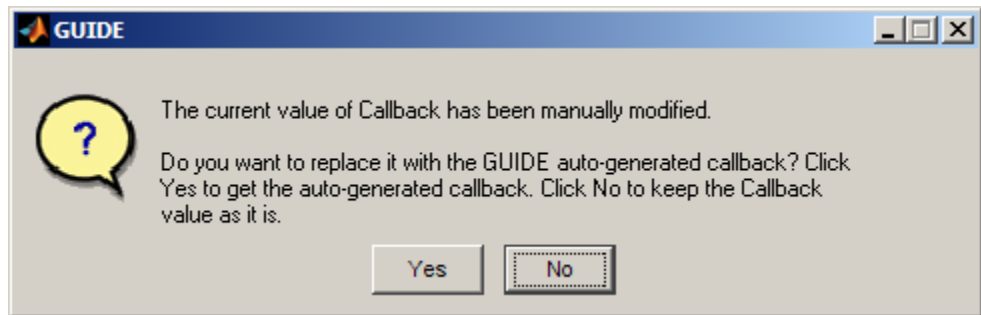 GUIDE
?
The current value of Callback has been manually modified.
Do you want to replace it with the GUIDE auto-generated callback? Click
Yes to get the auto-generated callback. Click No to keep the Callback
value as it is.
Yes
No